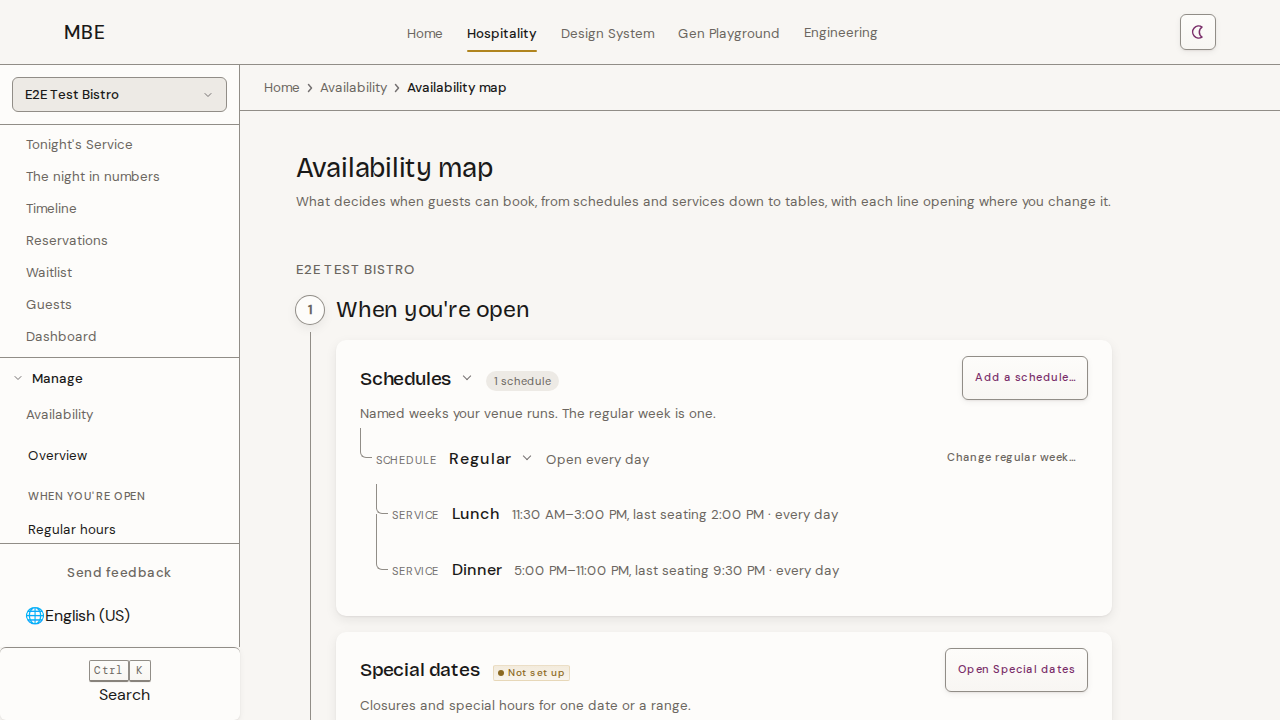 MBE
Home
Hospitality
Design System
Gen Playground
Engineering
E2E Test Bistro
Tonight's Service
The night in numbers
Timeline
Reservations
Waitlist
Guests
Dashboard
Manage
Availability
Overview
WHEN YOU'RE OPEN
Regular hours
Send feedback
English (US)
Ctrl K
Search
Home
Availability
Availability map
Availability map
What decides when guests can book, from schedules and services down to tables, with each line opening where you change it.
E2E TEST BISTRO
1 When you're open
Schedules 1 schedule Add a schedule…
Named weeks your venue runs. The regular week is one.
SCHEDULE Regular Open every day Change regular week…
SERVICE Lunch 11:30 AM–3:00 PM, last seating 2:00 PM · every day
SERVICE Dinner 5:00 PM–11:00 PM, last seating 9:30 PM · every day
Special dates Not set up Open Special dates
Closures and special hours for one date or a range.